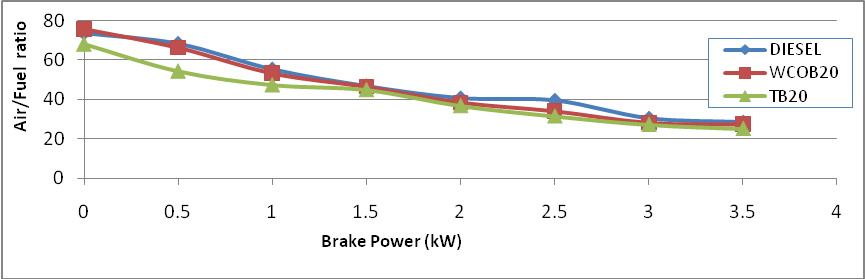 Air/Fuel ratio
80
60
40
20
0
0 0.5 1 1.5 2 2.5 3 3.5 4
Brake Power (kW)
DIESEL
WCOB20
TB20